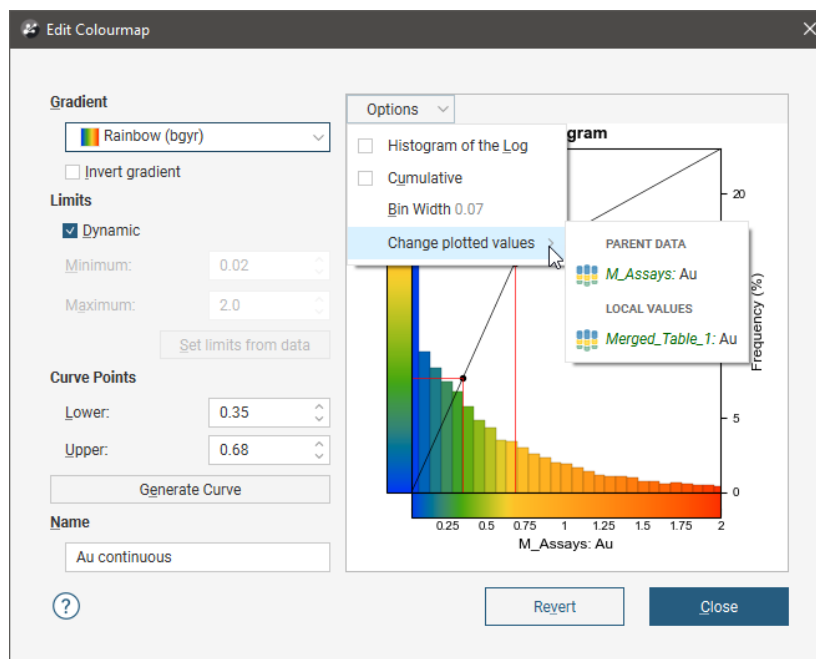 Edit Colourmap
Gradient
Rainbow (bgyr)
Invert gradient
Limits
Dynamic
Minimum: 0.02
Maximum: 2.0
Set limits from data
Curve Points
Lower: 0.35
Upper: 0.68
Generate Curve
Name
Au continuous
Options
Histogram of the Log
Cumulative
Bin Width 0.07
Change plotted values
PARENT DATA
M_Assays: Au
LOCAL VALUES
Merged_Table_1: Au
20
5
0
Frequency (%)
0.25 0.5 0.75 1 1.25 1.5 1.75 2
M_Assays: Au
?
Revert
Close